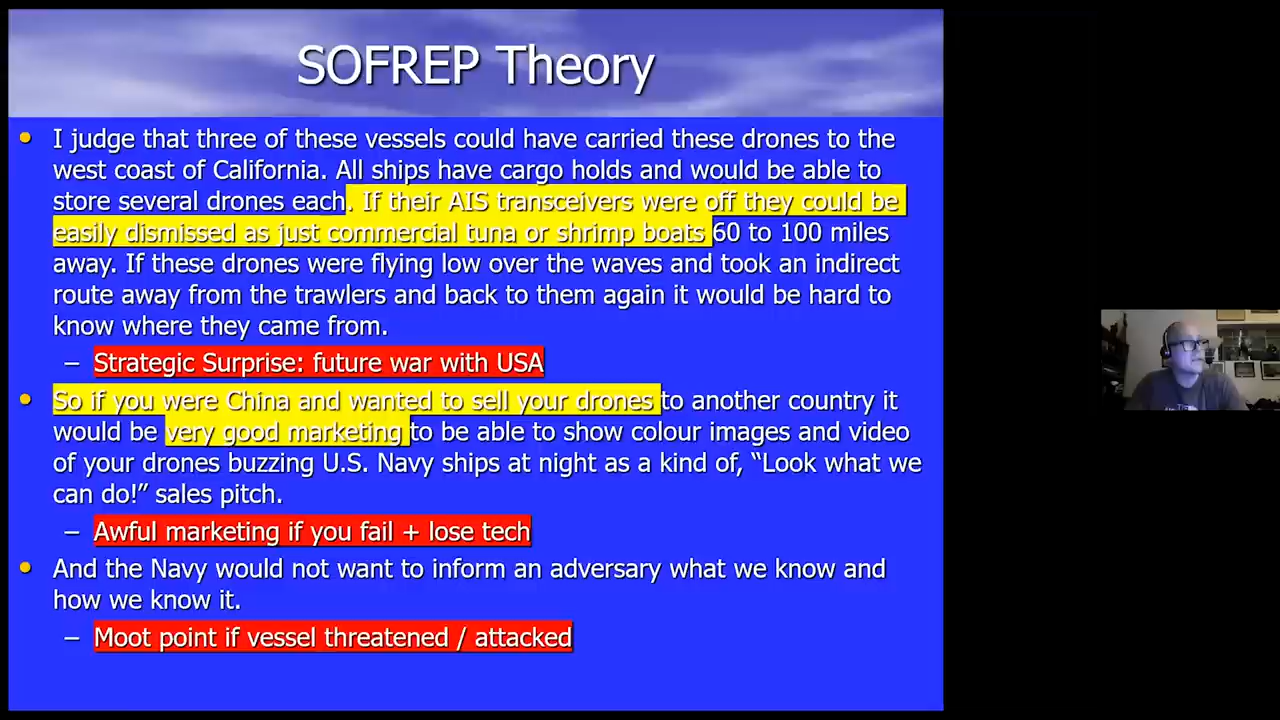 SOFREP Theory
I judge that three of these vessels could have carried these drones to the
west coast of California. All ships have cargo holds and would be able to
store several drones each. If their AIS transceivers were off they could be
easily dismissed as just commercial tuna or shrimp boats 60 to 100 miles
away. If these drones were flying low over the waves and took an indirect
route away from the trawlers and back to them again it would be hard to
know where they came from.
– Strategic Surprise: future war with USA
So if you were China and wanted to sell your drones to another country it
would be very good marketing to be able to show colour images and video
of your drones buzzing U.S. Navy ships at night as a kind of, “Look what we
can do!” sales pitch.
– Awful marketing if you fail + lose tech
And the Navy would not want to inform an adversary what we know and
how we know it.
– Moot point if vessel threatened / attacked